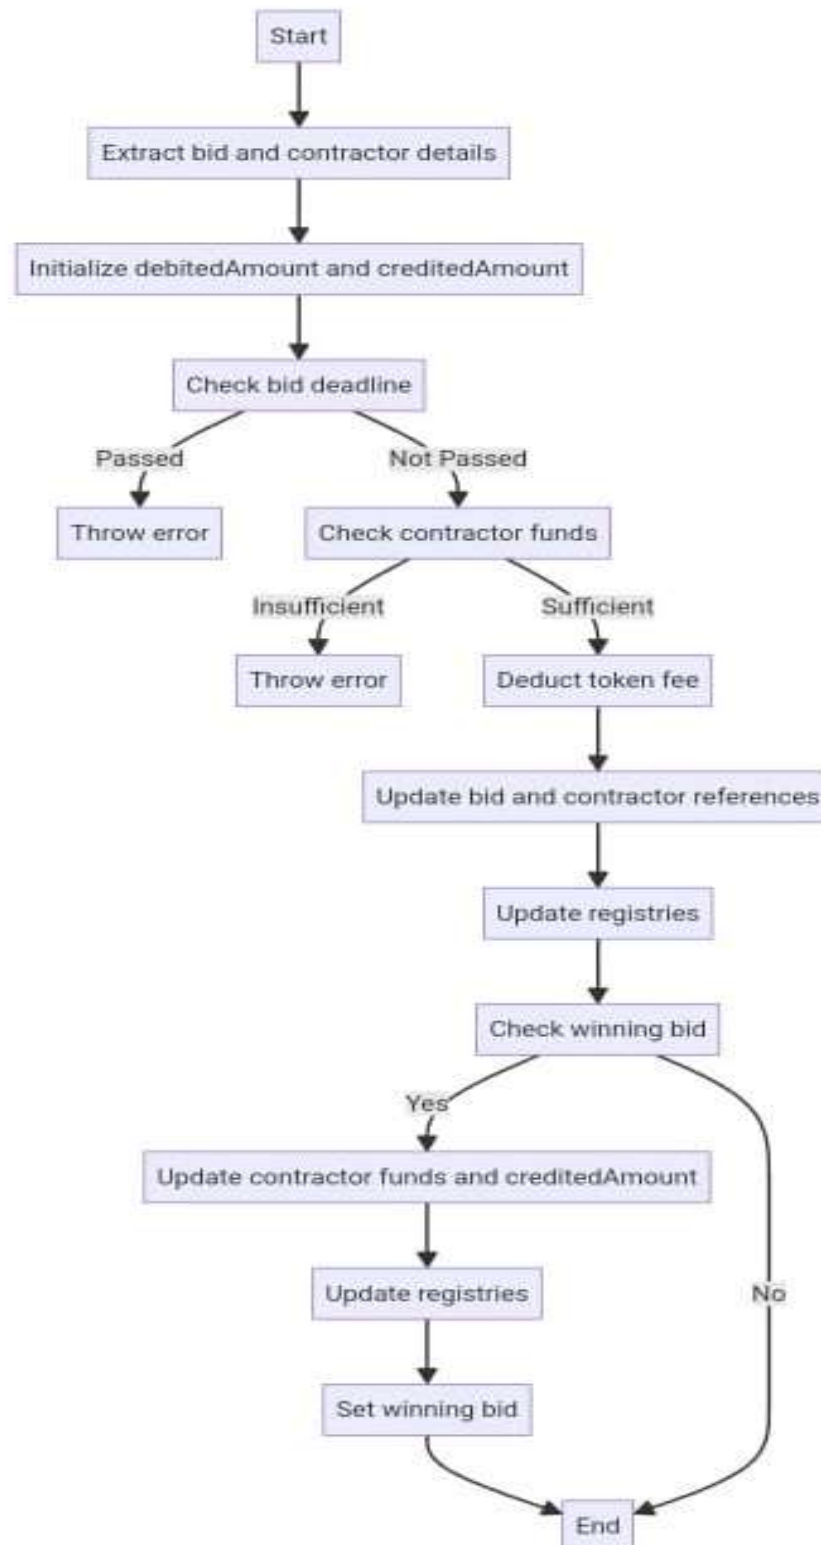 Start
Extract bid and contractor details
Initialize debitedAmount and creditedAmount
Check bid deadline
Passed
Not Passed
Throw error
Check contractor funds
Insufficient
Sufficient
Throw error
Deduct token fee
Update bid and contractor references
Update registries
Check winning bid
Yes
Update contractor funds and creditedAmount
Update registries
No
Set winning bid
End